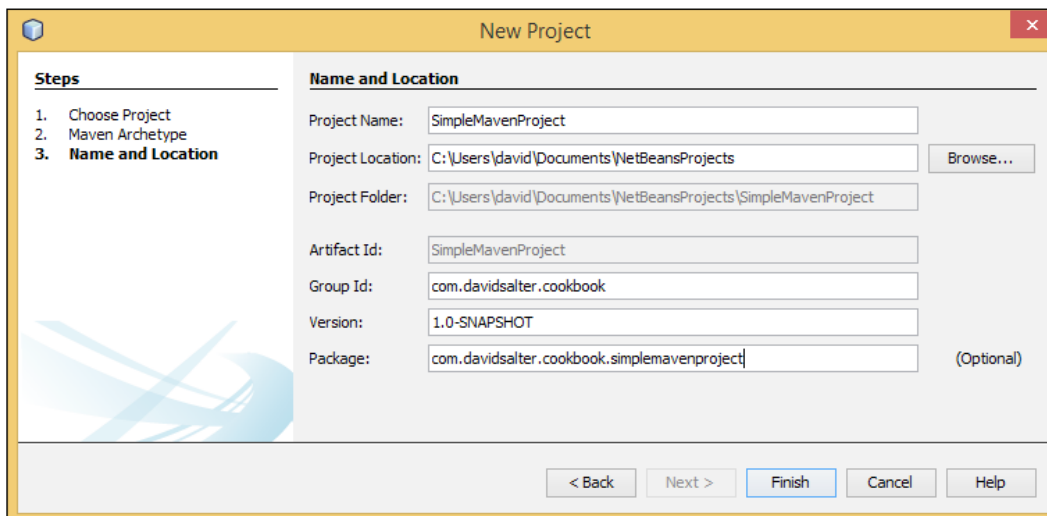 New Project
Steps
1. Choose Project
2. Maven Archetype
3. Name and Location
Name and Location
Project Name: SimpleMavenProject
Project Location: C:\Users\david\Documents\NetBeansProjects Browse...
Project Folder: C:\Users\david\Documents\NetBeansProjects\SimpleMavenProject
Artifact Id: SimpleMavenProject
Group Id: com.davidsalter.cookbook
Version: 1.0-SNAPSHOT
Package: com.davidsalter.cookbook.simplemavenproject (Optional)
< Back Next > Finish Cancel Help